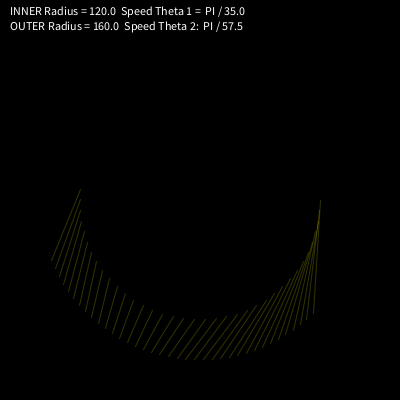 INNER Radius = 120.0  Speed Theta 1 =  PI / 35.0
OUTER Radius = 160.0  Speed Theta 2:  PI / 57.5